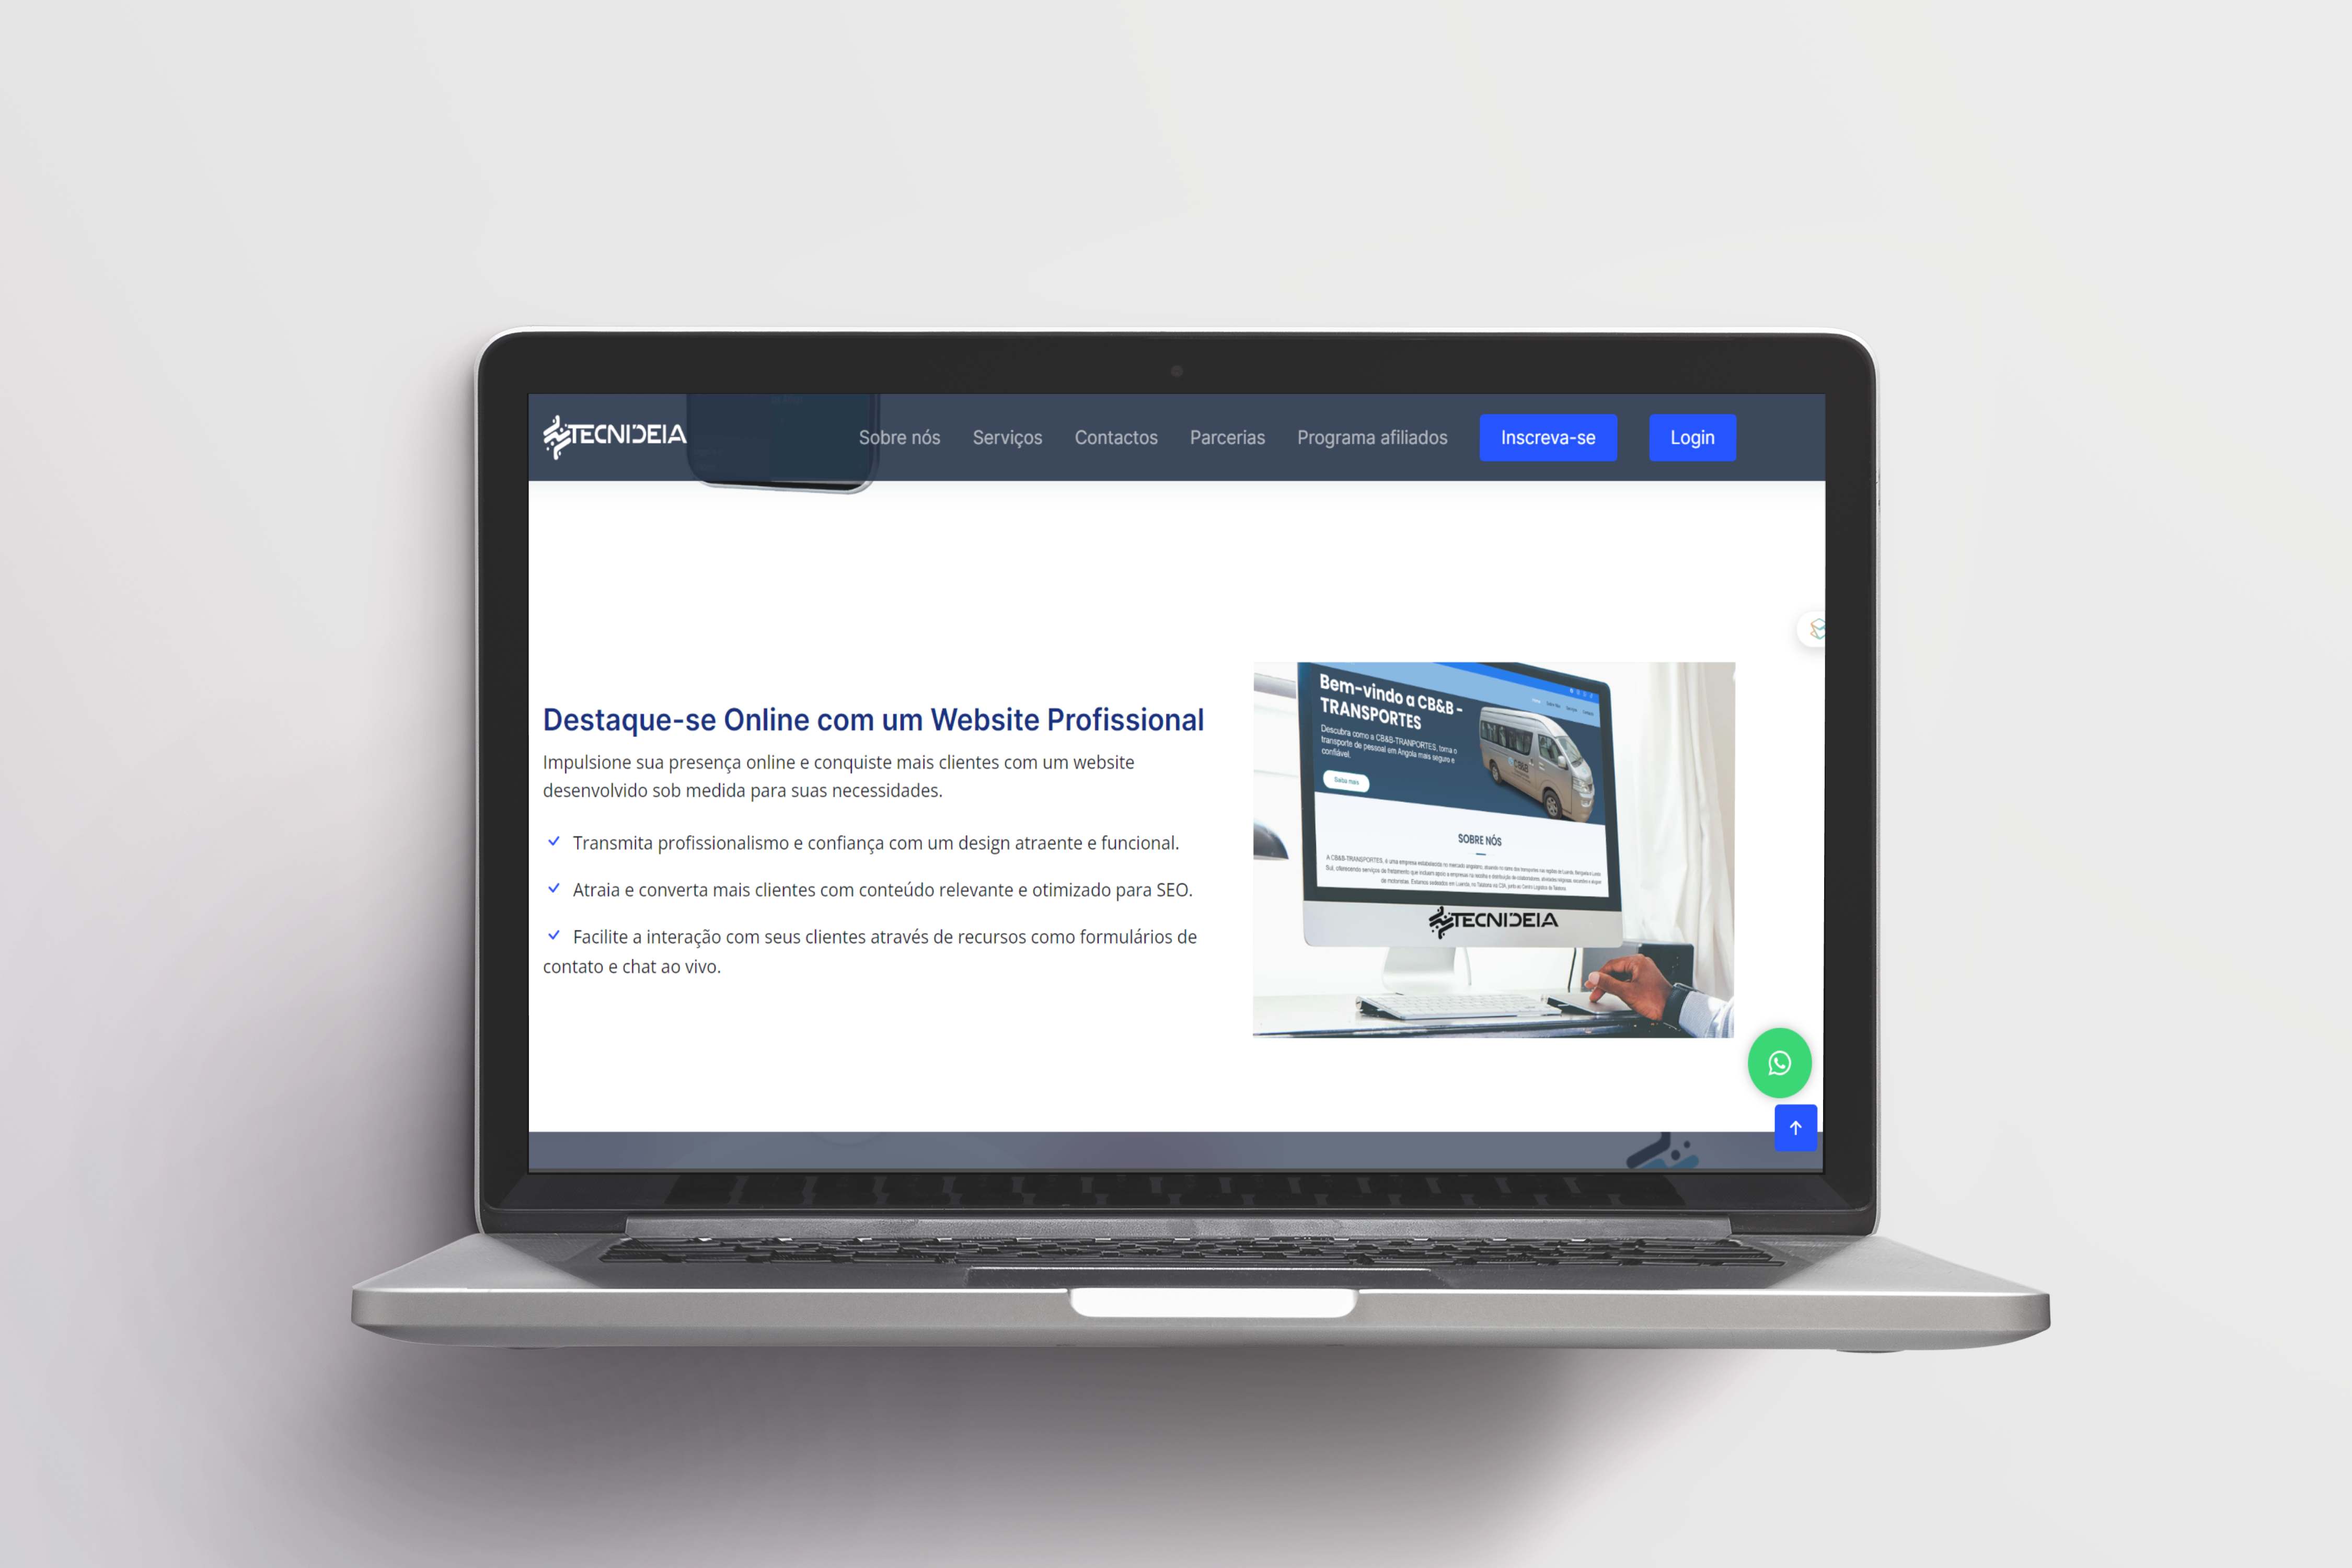 TECNIDEIA
Sobre nós Serviços Contactos Parcerias Programa afiliados Inscreva-se Login
Destaque-se Online com um Website Profissional
Impulsione sua presença online e conquiste mais clientes com um website
desenvolvido sob medida para suas necessidades.
Transmita profissionalismo e confiança com um design atraente e funcional.
Atraia e converta mais clientes com conteúdo relevante e otimizado para SEO.
Facilite a interação com seus clientes através de recursos como formulários de
contato e chat ao vivo.
Bem-vindo a CB&B -
TRANSPORTES
Descubra como a CB&B-TRANPORTES, torna o
transporte de pessoal em Angola mais seguro e
confiável.
Saiba mais
SOBRE NÓS
TECNIDEIA